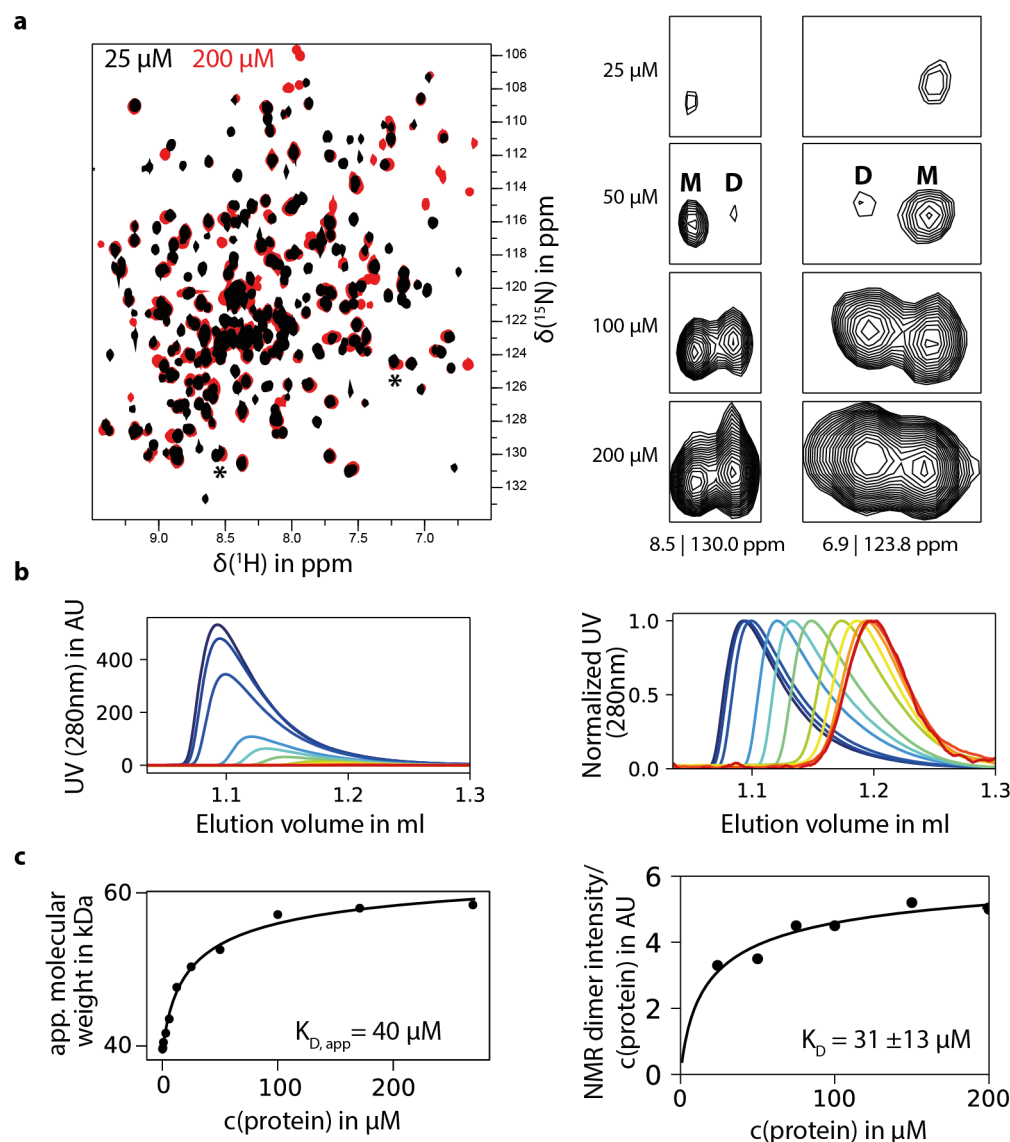 a
25 µM 200 µM
106
108
110
112
114
116
118
120
122
124
126
128
130
132
δ(¹⁵N) in ppm
*
*
9.0 8.5 8.0 7.5 7.0
δ(¹H) in ppm
25 µM
50 µM
M D
D M
100 µM
200 µM
8.5 | 130.0 ppm
6.9 | 123.8 ppm
b
UV (280nm) in AU
400
200
0
1.1 1.2 1.3
Elution volume in ml
Normalized UV
(280nm)
1.0
0.5
0.0
1.1 1.2 1.3
Elution volume in ml
c
app. molecular
weight in kDa
60
40
K_D, app = 40 µM
0 200
c(protein) in µM
NMR dimer intensity/
c(protein) in AU
6
4
2
0
K_D = 31 ±13 µM
0 100 200
c(protein) in µM